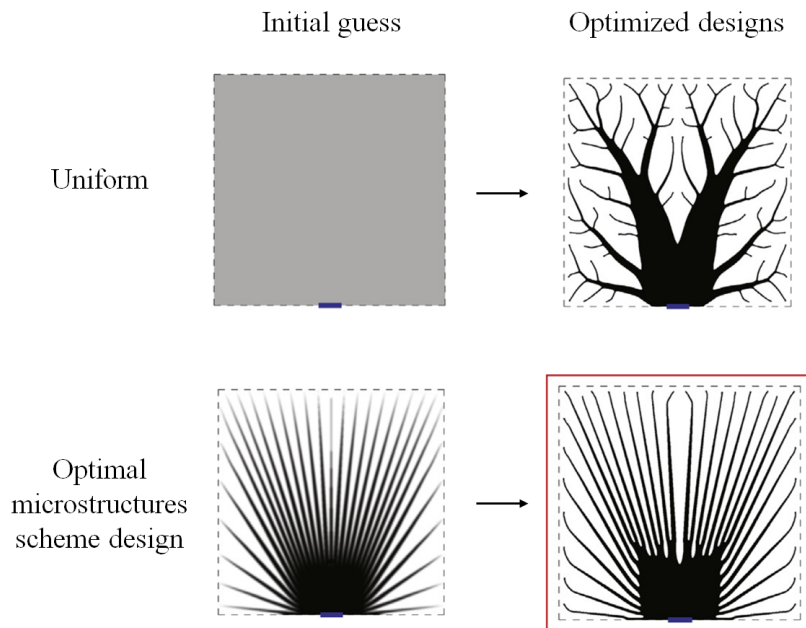 Initial guess
Optimized designs
Uniform
Optimal
microstructures
scheme design